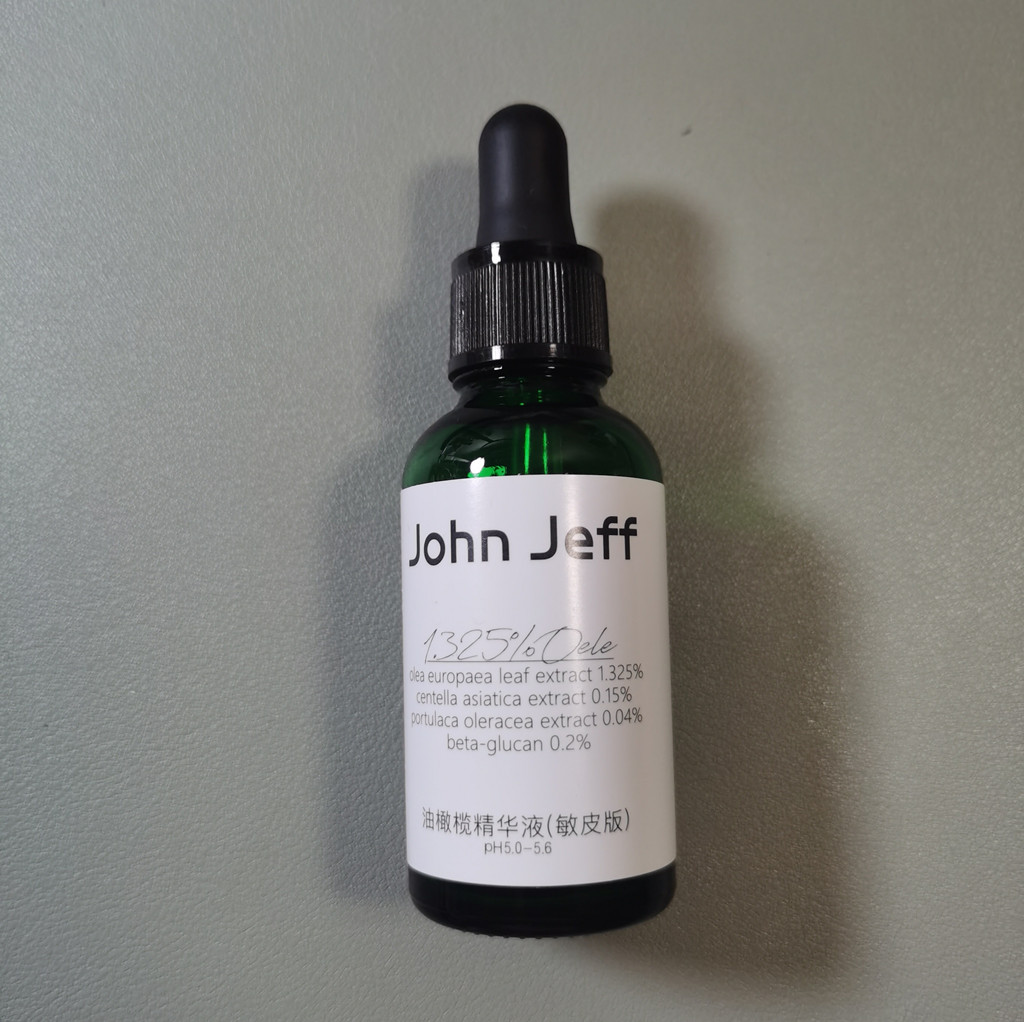 John Jeff
1.325% Oele
olea europaea leaf extract 1.325%
centella asiatica extract 0.15%
portulaca oleracea extract 0.04%
beta-glucan 0.2%
油橄榄精华液(敏皮版)
pH5.0-5.6